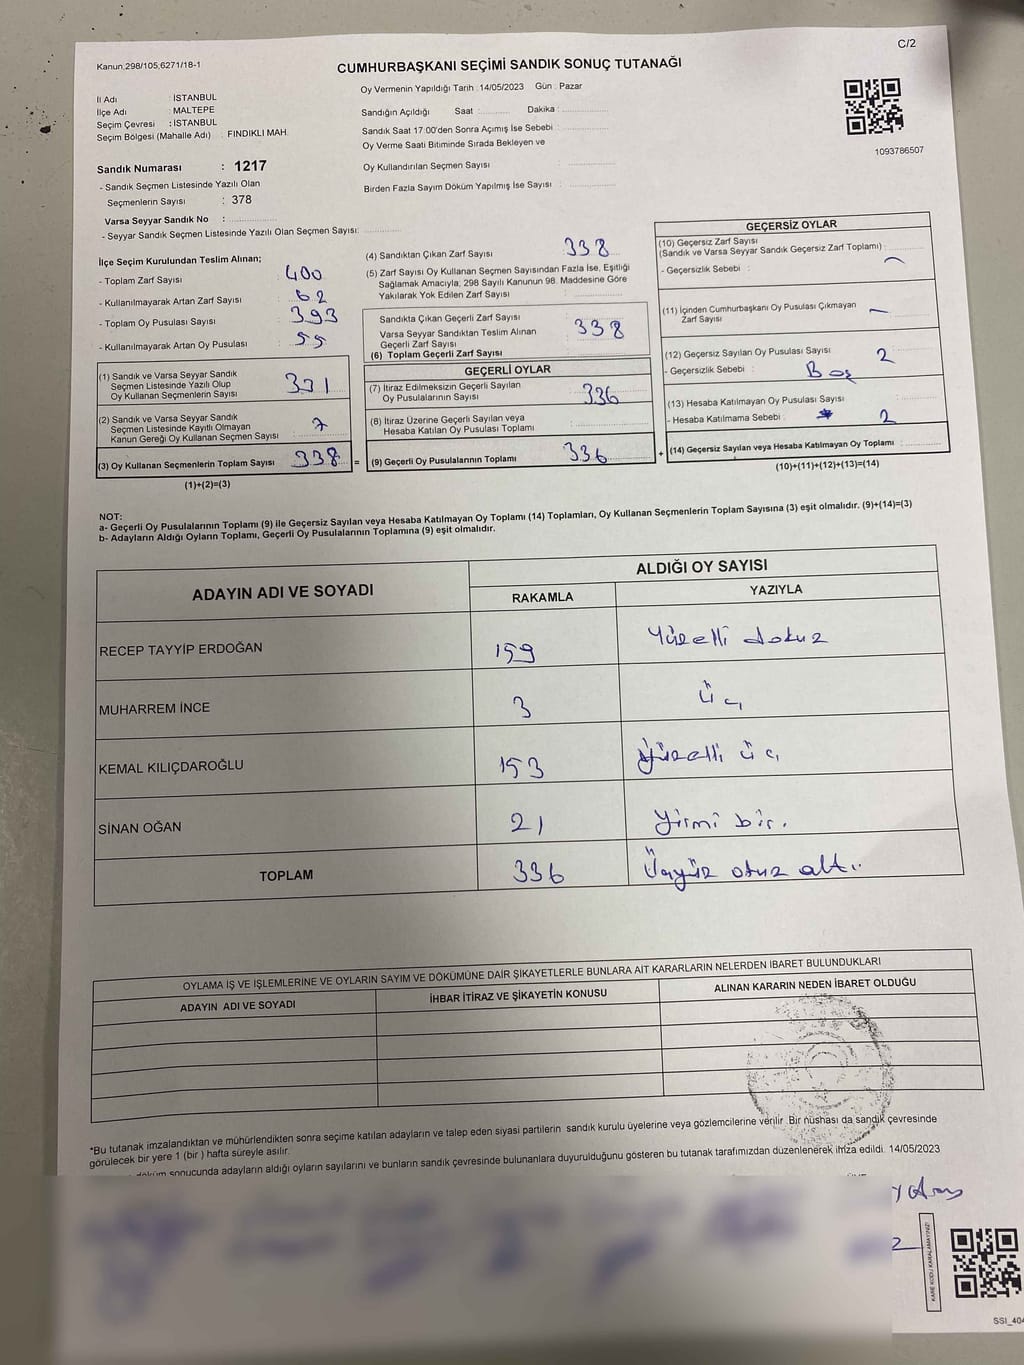 C/2
Kanun:298/105,6271/18-1
CUMHURBAŞKANI SEÇİMİ SANDIK SONUÇ TUTANAĞI
İl Adı : İSTANBUL
İlçe Adı : MALTEPE
Seçim Çevresi : İSTANBUL
Seçim Bölgesi (Mahalle Adı) : FINDIKLI MAH.
Sandık Numarası : 1217
- Sandık Seçmen Listesinde Yazılı Olan
Seçmenlerin Sayısı : 378
Varsa Seyyar Sandık No :
- Seyyar Sandık Seçmen Listesinde Yazılı Olan Seçmen Sayısı:
Oy Vermenin Yapıldığı Tarih : 14/05/2023 Gün : Pazar
Sandığın Açıldığı Saat : Dakika :
Sandık Saat 17:00'den Sonra Açımış İse Sebebi :
Oy Verme Saati Bitiminde Sırada Bekleyen ve
Oy Kullandırılan Seçmen Sayısı :
Birden Fazla Sayım Döküm Yapılmış İse Sayısı :
1093786507
İlçe Seçim Kurulundan Teslim Alınan;
- Toplam Zarf Sayısı : 400
- Kullanılmayarak Artan Zarf Sayısı : 62
- Toplam Oy Pusulası Sayısı : 393
- Kullanılmayarak Artan Oy Pusulası : 55
(1) Sandık ve Varsa Seyyar Sandık
Seçmen Listesinde Yazılı Olup
Oy Kullanan Seçmenlerin Sayısı : 331
(2) Sandık ve Varsa Seyyar Sandık
Seçmen Listesinde Kayıtlı Olmayan
Kanun Gereği Oy Kullanan Seçmen Sayısı : 7
(3) Oy Kullanan Seçmenlerin Toplam Sayısı : 338 =
(1)+(2)=(3)
(4) Sandıktan Çıkan Zarf Sayısı : 338
(5) Zarf Sayısı Oy Kullanan Seçmen Sayısından Fazla İse, Eşitliği
Sağlamak Amacıyla, 298 Sayılı Kanunun 98. Maddesine Göre
Yakılarak Yok Edilen Zarf Sayısı :
Sandıkta Çıkan Geçerli Zarf Sayısı :
Varsa Seyyar Sandıktan Teslim Alınan
Geçerli Zarf Sayısı : 338
(6) Toplam Geçerli Zarf Sayısı :
GEÇERLİ OYLAR
(7) İtiraz Edilmeksizin Geçerli Sayılan
Oy Pusulalarının Sayısı : 336
(8) İtiraz Üzerine Geçerli Sayılan veya
Hesaba Katılan Oy Pusulası Toplamı :
(9) Geçerli Oy Pusulalarının Toplamı : 336 +
GEÇERSİZ OYLAR
(10) Geçersiz Zarf Sayısı
(Sandık ve Varsa Seyyar Sandık Geçersiz Zarf Toplamı) :
- Geçersizlik Sebebi :
(11) İçinden Cumhurbaşkanı Oy Pusulası Çıkmayan
Zarf Sayısı :
(12) Geçersiz Sayılan Oy Pusulası Sayısı : 2
- Geçersizlik Sebebi : Boş
(13) Hesaba Katılmayan Oy Pusulası Sayısı :
- Hesaba Katılmama Sebebi : 2
(14) Geçersiz Sayılan veya Hesaba Katılmayan Oy Toplamı :
(10)+(11)+(12)+(13)=(14)
NOT:
a- Geçerli Oy Pusulalarının Toplamı (9) ile Geçersiz Sayılan veya Hesaba Katılmayan Oy Toplamı (14) Toplamları, Oy Kullanan Seçmenlerin Toplam Sayısına (3) eşit olmalıdır. (9)+(14)=(3)
b- Adayların Aldığı Oyların Toplamı, Geçerli Oy Pusulalarının Toplamına (9) eşit olmalıdır.
ADAYIN ADI VE SOYADI
ALDIĞI OY SAYISI
RAKAMLA YAZIYLA
RECEP TAYYİP ERDOĞAN 159 Yüzelli dokuz
MUHARREM İNCE 3 üç
KEMAL KILIÇDAROĞLU 153 Yüzelli üç
SİNAN OĞAN 21 Yirmi bir.
TOPLAM 336 Üçyüz otuz altı.
OYLAMA İŞ VE İŞLEMLERİNE VE OYLARIN SAYIM VE DÖKÜMÜNE DAİR ŞİKAYETLERLE BUNLARA AİT KARARLARIN NELERDEN İBARET BULUNDUKLARI
ADAYIN ADI VE SOYADI İHBAR İTİRAZ VE ŞİKAYETİN KONUSU ALINAN KARARIN NEDEN İBARET OLDUĞU
*Bu tutanak imzalandıktan ve mühürlendikten sonra seçime katılan adayların ve talep eden siyasi partilerin sandık kurulu üyelerine veya gözlemcilerine verilir. Bir nüshası da sandık çevresinde
görülecek bir yere 1 (bir ) hafta süreyle asılır.
döküm sonucunda adayların aldığı oyların sayılarını ve bunların sandık çevresinde bulunanlara duyurulduğunu gösteren bu tutanak tarafımızdan düzenlenerek imza edildi. 14/05/2023
KARE KODU KARALAMAYINIZ!
SSI_404